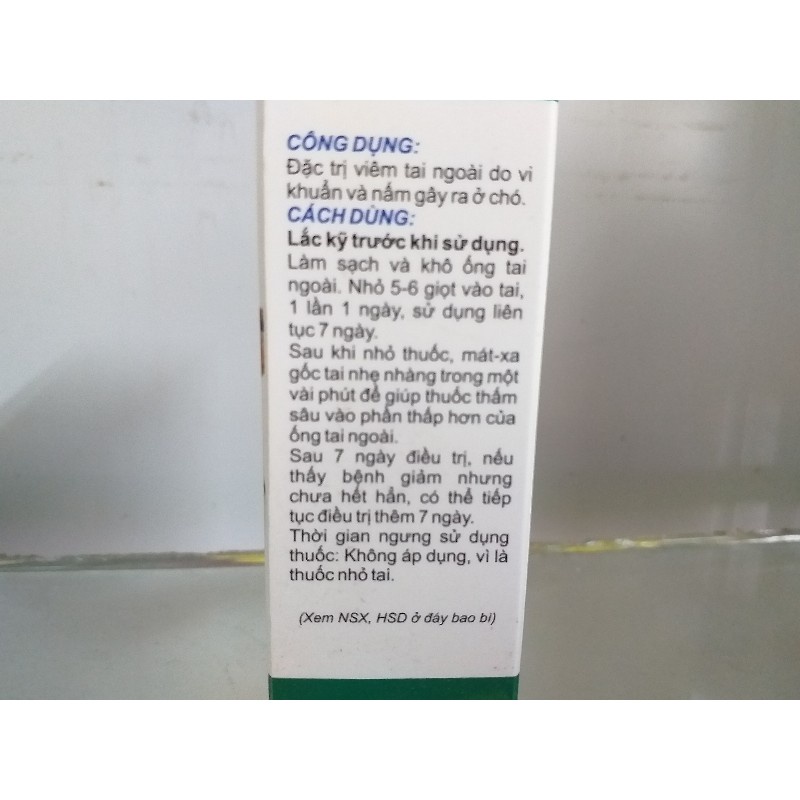 CÔNG DỤNG:
Đặc trị viêm tai ngoài do vi
khuẩn và nấm gây ra ở chó.
CÁCH DÙNG:
Lắc kỹ trước khi sử dụng.
Làm sạch và khô ống tai
ngoài. Nhỏ 5-6 giọt vào tai,
1 lần 1 ngày, sử dụng liên
tục 7 ngày.
Sau khi nhỏ thuốc, mát-xa
gốc tai nhẹ nhàng trong một
vài phút để giúp thuốc thấm
sâu vào phần thấp hơn của
ống tai ngoài.
Sau 7 ngày điều trị, nếu
thấy bệnh giảm nhưng
chưa hết hẳn, có thể tiếp
tục điều trị thêm 7 ngày.
Thời gian ngưng sử dụng
thuốc: Không áp dụng, vì là
thuốc nhỏ tai.
(Xem NSX, HSD ở đáy bao bì)